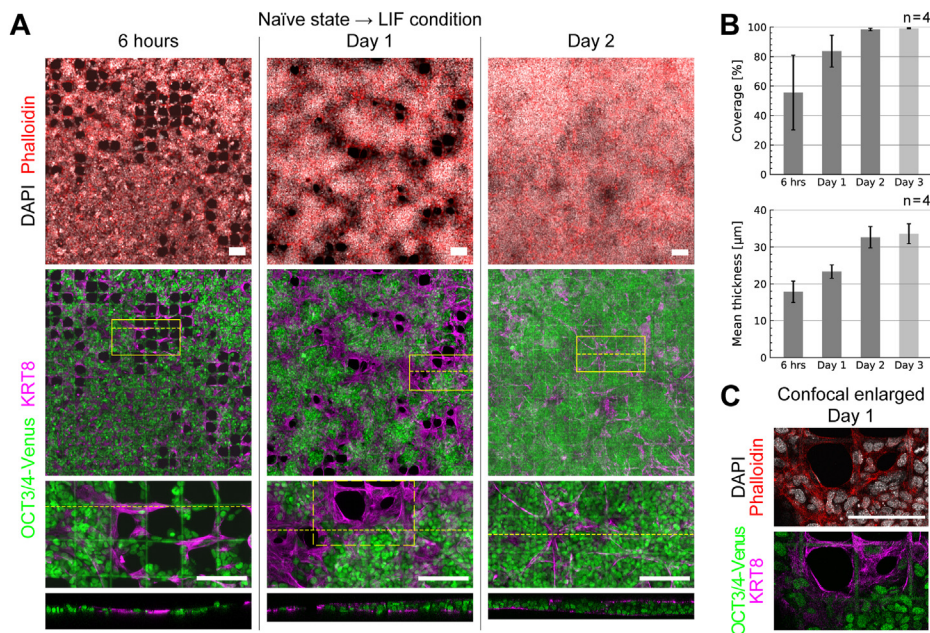 A
Naïve state → LIF condition
6 hours
Day 1
Day 2
DAPI Phalloidin
OCT3/4-Venus KRT8
B
n=4
Coverage [%]
100
80
60
40
20
0
6 hrs Day 1 Day 2 Day 3
n=4
Mean thickness [µm]
40
30
20
10
0
6 hrs Day 1 Day 2 Day 3
C
Confocal enlarged
Day 1
DAPI
Phalloidin
OCT3/4-Venus
KRT8